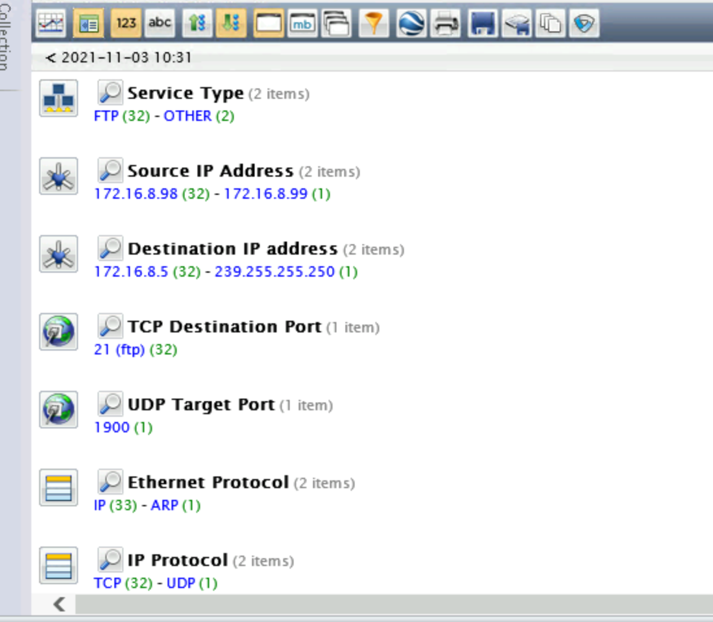 Collection
123 abc mb
< 2021-11-03 10:31
Service Type (2 items)
FTP (32) - OTHER (2)
Source IP Address (2 items)
172.16.8.98 (32) - 172.16.8.99 (1)
Destination IP address (2 items)
172.16.8.5 (32) - 239.255.255.250 (1)
TCP Destination Port (1 item)
21 (ftp) (32)
UDP Target Port (1 item)
1900 (1)
Ethernet Protocol (2 items)
IP (33) - ARP (1)
IP Protocol (2 items)
TCP (32) - UDP (1)